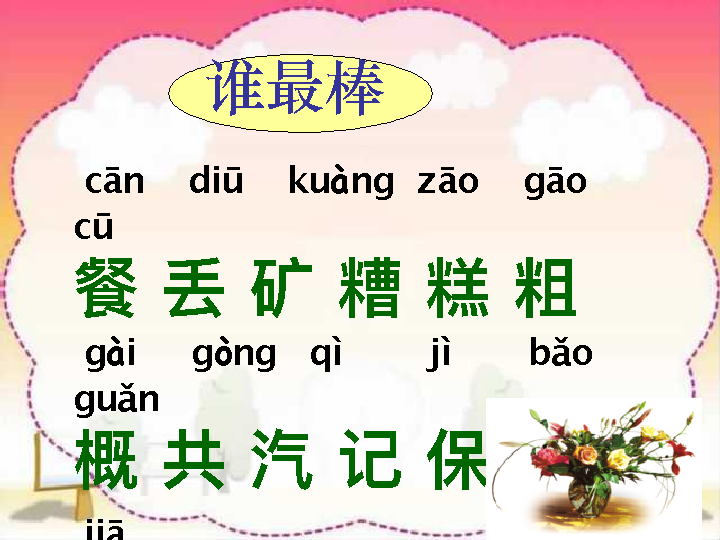 谁最棒
cān diū kuàng zāo gāo
cū
餐 丢 矿 糟 糕 粗
gài gòng qì jì bǎo
guǎn
概 共 汽 记 保
jiā